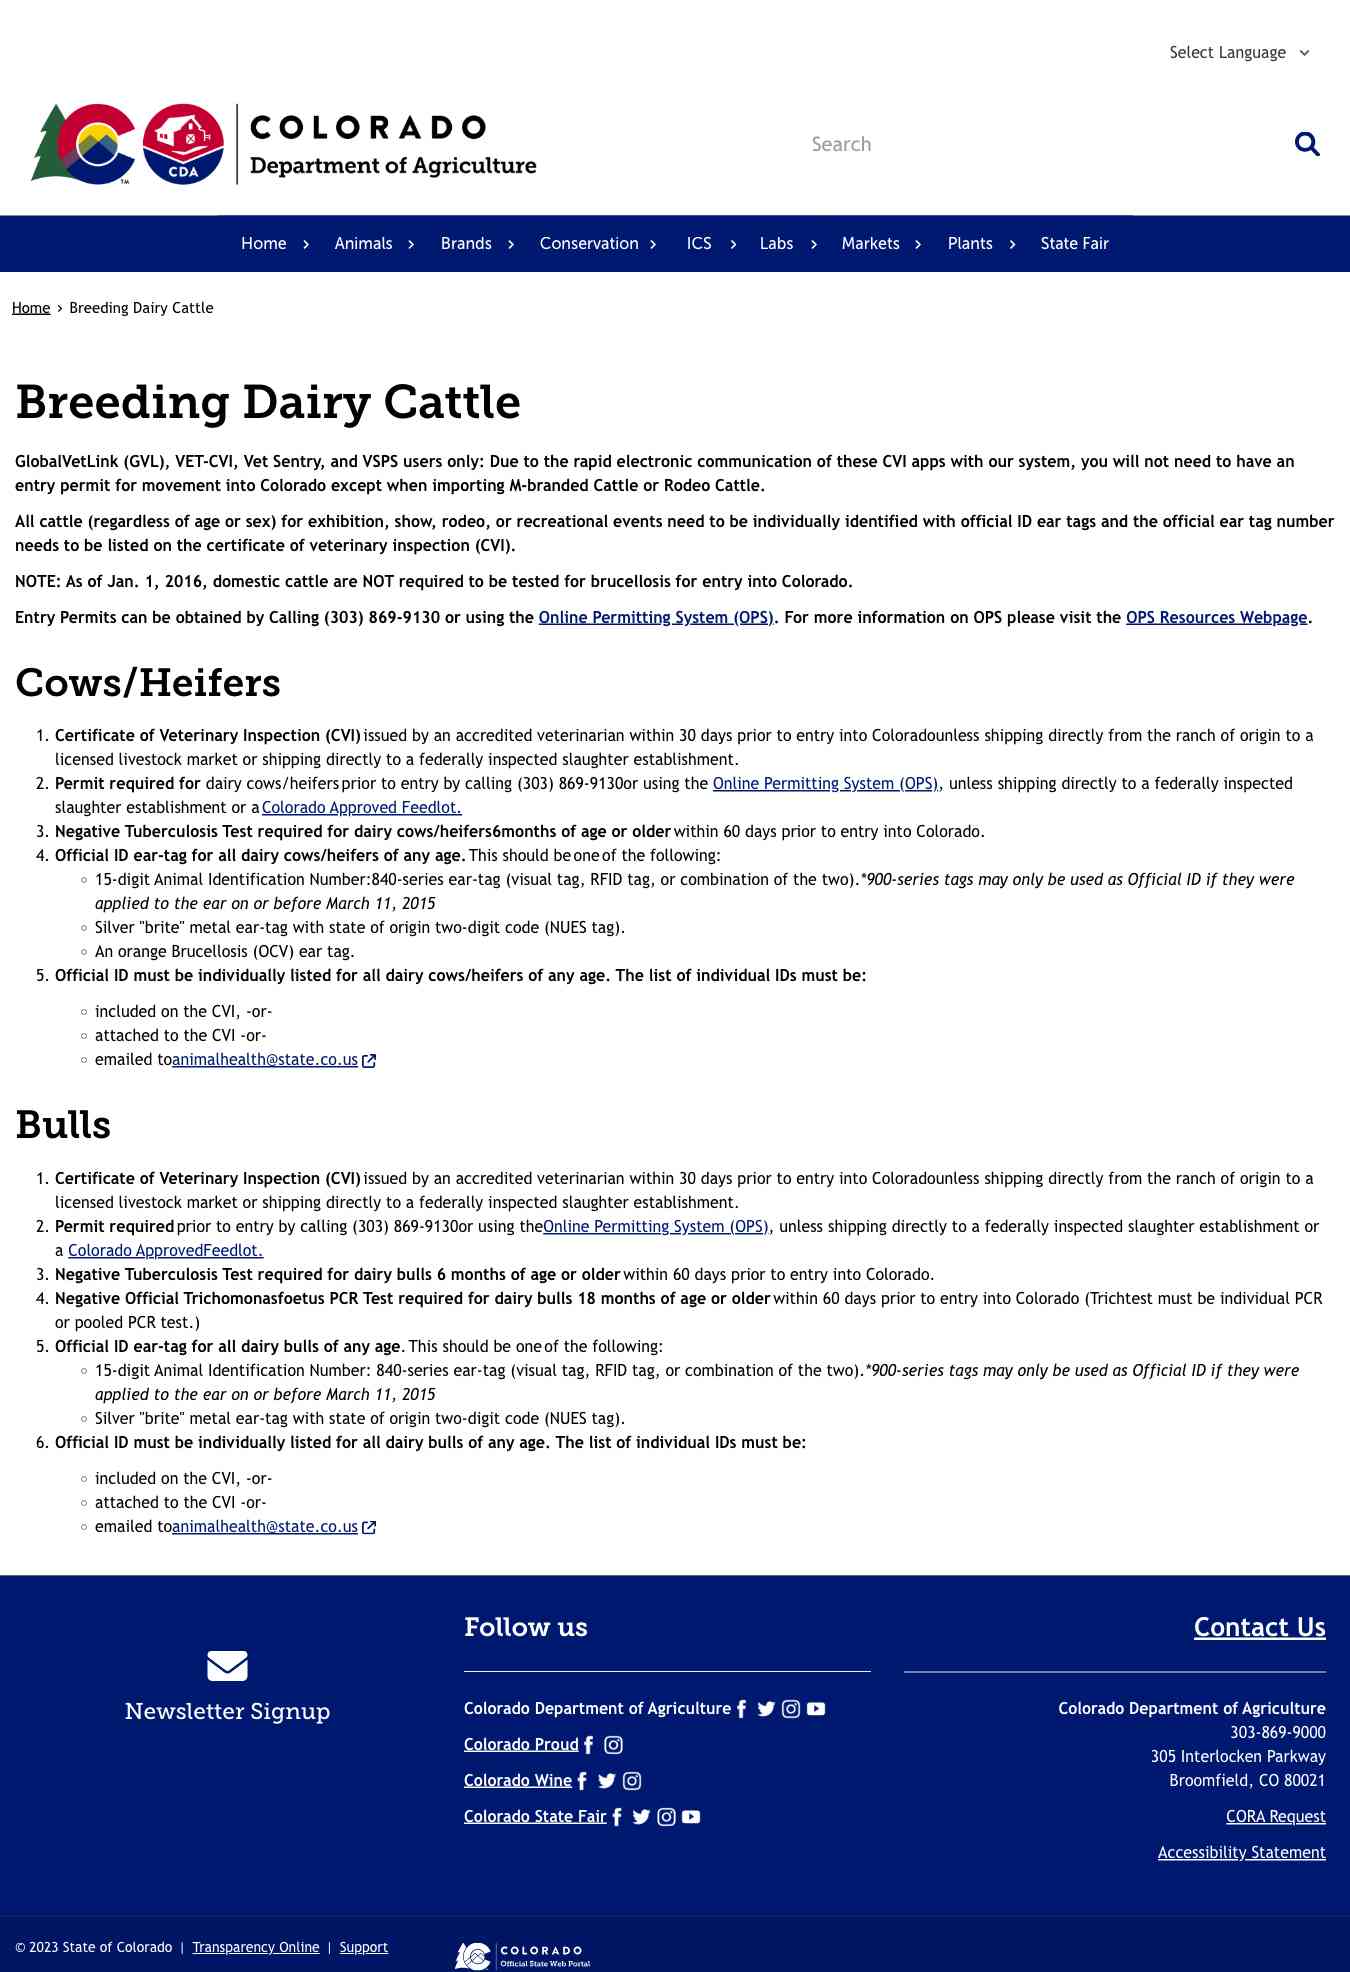 Select Language
COLORADO
Department of Agriculture
TM
CDA
Search
Home Animals Brands Conservation ICS Labs Markets Plants State Fair
Home › Breeding Dairy Cattle
Breeding Dairy Cattle
GlobalVetLink (GVL), VET-CVI, Vet Sentry, and VSPS users only: Due to the rapid electronic communication of these CVI apps with our system, you will not need to have an
entry permit for movement into Colorado except when importing M-branded Cattle or Rodeo Cattle.
All cattle (regardless of age or sex) for exhibition, show, rodeo, or recreational events need to be individually identified with official ID ear tags and the official ear tag number
needs to be listed on the certificate of veterinary inspection (CVI).
NOTE: As of Jan. 1, 2016, domestic cattle are NOT required to be tested for brucellosis for entry into Colorado.
Entry Permits can be obtained by Calling (303) 869-9130 or using the Online Permitting System (OPS). For more information on OPS please visit the OPS Resources Webpage.
Cows/Heifers
1. Certificate of Veterinary Inspection (CVI) issued by an accredited veterinarian within 30 days prior to entry into Coloradounless shipping directly from the ranch of origin to a
licensed livestock market or shipping directly to a federally inspected slaughter establishment.
2. Permit required for dairy cows/heifers prior to entry by calling (303) 869-9130or using the Online Permitting System (OPS), unless shipping directly to a federally inspected
slaughter establishment or a Colorado Approved Feedlot.
3. Negative Tuberculosis Test required for dairy cows/heifers6months of age or older within 60 days prior to entry into Colorado.
4. Official ID ear-tag for all dairy cows/heifers of any age. This should be one of the following:
15-digit Animal Identification Number:840-series ear-tag (visual tag, RFID tag, or combination of the two).*900-series tags may only be used as Official ID if they were
applied to the ear on or before March 11, 2015
Silver "brite" metal ear-tag with state of origin two-digit code (NUES tag).
An orange Brucellosis (OCV) ear tag.
5. Official ID must be individually listed for all dairy cows/heifers of any age. The list of individual IDs must be:
included on the CVI, -or-
attached to the CVI -or-
emailed toanimalhealth@state.co.us
Bulls
1. Certificate of Veterinary Inspection (CVI) issued by an accredited veterinarian within 30 days prior to entry into Coloradounless shipping directly from the ranch of origin to a
licensed livestock market or shipping directly to a federally inspected slaughter establishment.
2. Permit required prior to entry by calling (303) 869-9130or using theOnline Permitting System (OPS), unless shipping directly to a federally inspected slaughter establishment or
a Colorado ApprovedFeedlot.
3. Negative Tuberculosis Test required for dairy bulls 6 months of age or older within 60 days prior to entry into Colorado.
4. Negative Official Trichomonasfoetus PCR Test required for dairy bulls 18 months of age or older within 60 days prior to entry into Colorado (Trichtest must be individual PCR
or pooled PCR test.)
5. Official ID ear-tag for all dairy bulls of any age. This should be one of the following:
15-digit Animal Identification Number: 840-series ear-tag (visual tag, RFID tag, or combination of the two).*900-series tags may only be used as Official ID if they were
applied to the ear on or before March 11, 2015
Silver "brite" metal ear-tag with state of origin two-digit code (NUES tag).
6. Official ID must be individually listed for all dairy bulls of any age. The list of individual IDs must be:
included on the CVI, -or-
attached to the CVI -or-
emailed toanimalhealth@state.co.us
Newsletter Signup
Follow us
Colorado Department of Agriculture
Colorado Proud
Colorado Wine
Colorado State Fair
Contact Us
Colorado Department of Agriculture
303-869-9000
305 Interlocken Parkway
Broomfield, CO 80021
CORA Request
Accessibility Statement
© 2023 State of Colorado | Transparency Online | Support
COLORADO
Official State Web Portal